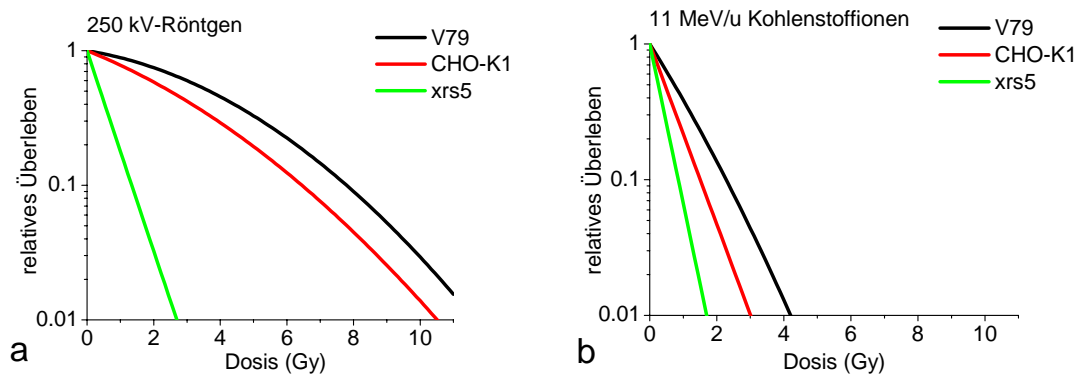 250 kV-Röntgen
V79
CHO-K1
xrs5
1
0.1
0.01
relatives Überleben
0 2 4 6 8 10
Dosis (Gy)
a
11 MeV/u Kohlenstoffionen
V79
CHO-K1
xrs5
1
0.1
0.01
relatives Überleben
0 2 4 6 8 10
Dosis (Gy)
b